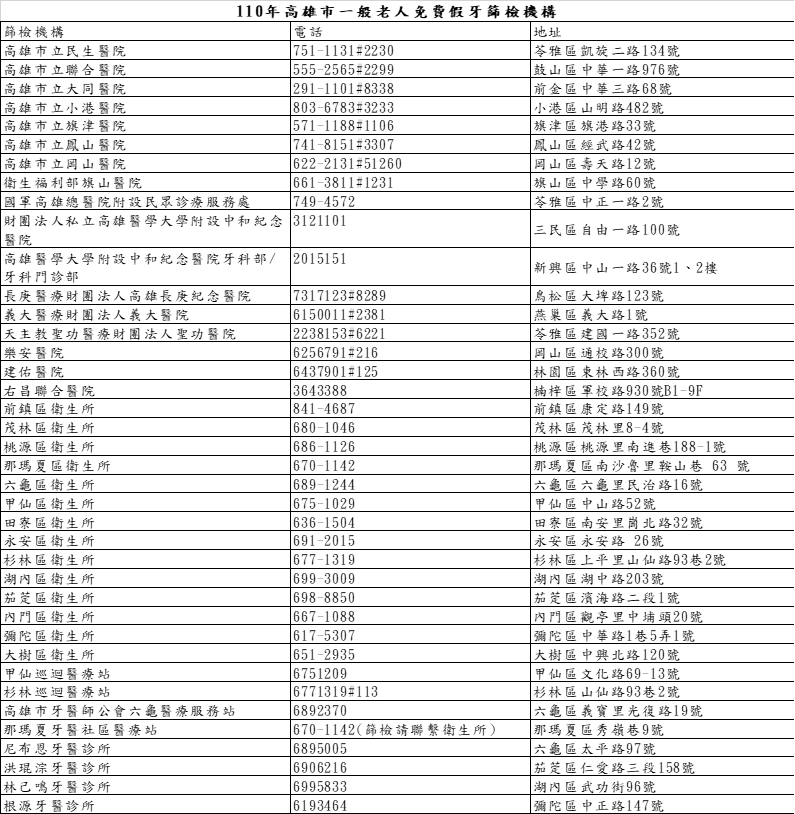 110年高雄市一般老人免費假牙篩檢機構
篩檢機構 電話 地址
高雄市立民生醫院 751-1131#2230 苓雅區凱旋二路134號
高雄市立聯合醫院 555-2565#2299 鼓山區中華一路976號
高雄市立大同醫院 291-1101#8338 前金區中華三路68號
高雄市立小港醫院 803-6783#3233 小港區山明路482號
高雄市立旗津醫院 571-1188#1106 旗津區旗港路33號
高雄市立鳳山醫院 741-8151#3307 鳳山區經武路42號
高雄市立岡山醫院 622-2131#51260 岡山區壽天路12號
衛生福利部旗山醫院 661-3811#1231 旗山區中學路60號
國軍高雄總醫院附設民眾診療服務處 749-4572 苓雅區中正一路2號
財團法人私立高雄醫學大學附設中和紀念
醫院 3121101 三民區自由一路100號
高雄醫學大學附設中和紀念醫院牙科部/
牙科門診部 2015151 新興區中山一路36號1、2樓
長庚醫療財團法人高雄長庚紀念醫院 7317123#8289 鳥松區大埤路123號
義大醫療財團法人義大醫院 6150011#2381 燕巢區義大路1號
天主教聖功醫療財團法人聖功醫院 2238153#6221 苓雅區建國一路352號
樂安醫院 6256791#216 岡山區通校路300號
建佑醫院 6437901#125 林園區東林西路360號
右昌聯合醫院 3643388 楠梓區軍校路930號B1-9F
前鎮區衛生所 841-4687 前鎮區康定路149號
茂林區衛生所 680-1046 茂林區茂林里8-4號
桃源區衛生所 686-1126 桃源區桃源里南進巷188-1號
那瑪夏區衛生所 670-1142 那瑪夏區南沙魯里鞍山巷 63 號
六龜區衛生所 689-1244 六龜區六龜里民治路16號
甲仙區衛生所 675-1029 甲仙區中山路52號
田寮區衛生所 636-1504 田寮區南安里崗北路32號
永安區衛生所 691-2015 永安區永安路 26號
杉林區衛生所 677-1319 杉林區上平里山仙路93巷2號
湖內區衛生所 699-3009 湖內區湖中路203號
茄萣區衛生所 698-8850 茄萣區濱海路二段1號
內門區衛生所 667-1088 內門區觀亭里中埔頭20號
彌陀區衛生所 617-5307 彌陀區中華路1巷5弄1號
大樹區衛生所 651-2935 大樹區中興北路120號
甲仙巡迴醫療站 6751209 甲仙區文化路69-13號
杉林巡迴醫療站 6771319#113 杉林區山仙路93巷2號
高雄市牙醫師公會六龜醫療服務站 6892370 六龜區義寶里光復路19號
那瑪夏牙醫社區醫療站 670-1142(篩檢請聯繫衛生所) 那瑪夏區秀嶺巷9號
尼布恩牙醫診所 6895005 六龜區太平路97號
洪琨淙牙醫診所 6906216 茄萣區仁愛路三段158號
林己鳴牙醫診所 6995833 湖內區武功街96號
根源牙醫診所 6193464 彌陀區中正路147號